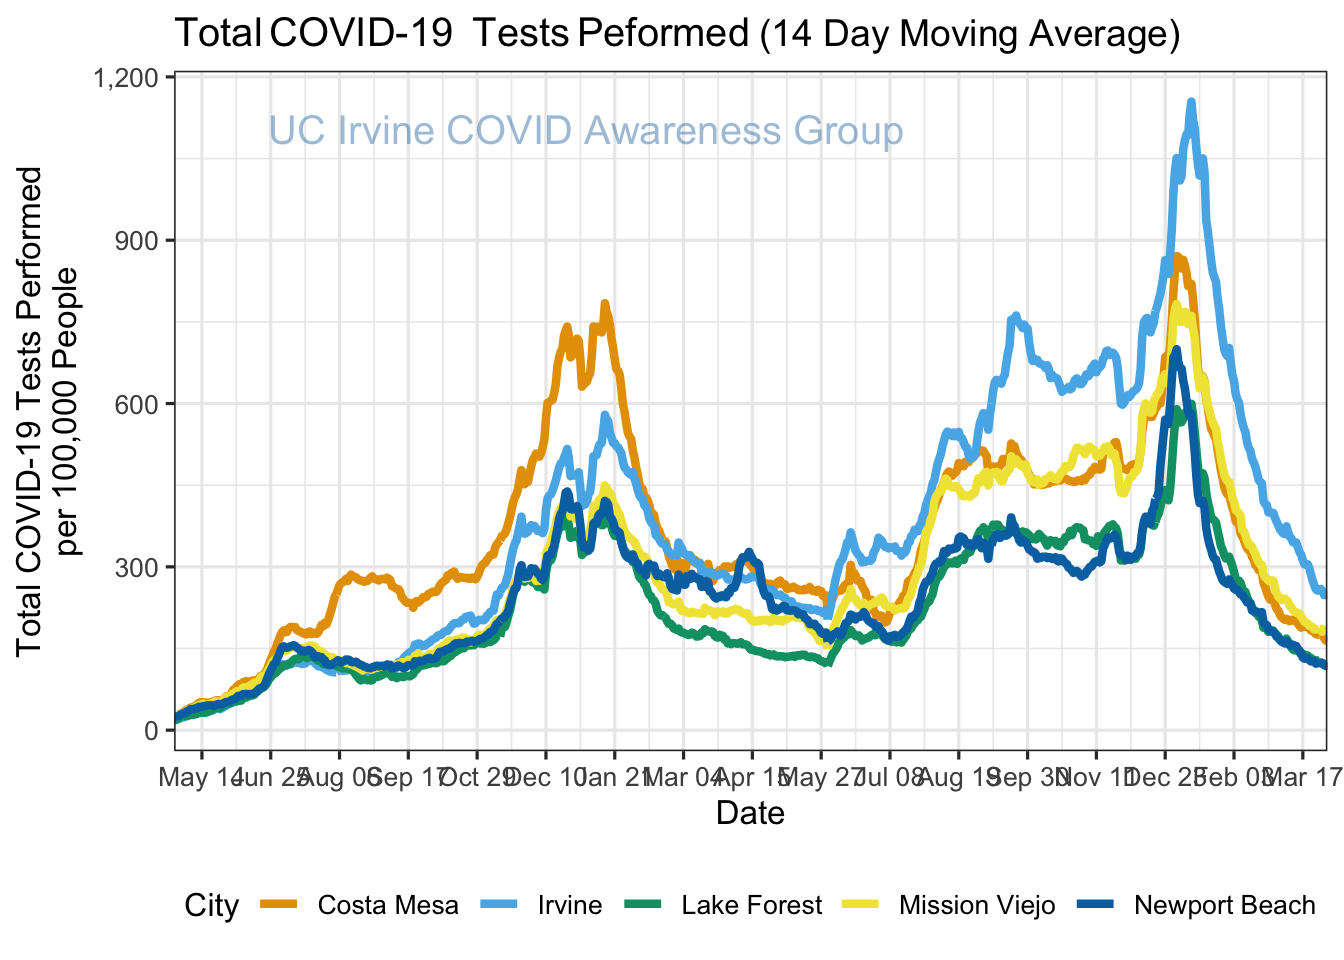 Total COVID-19 Tests Peformed (14 Day Moving Average)
UC Irvine COVID Awareness Group
Total COVID-19 Tests Performed
per 100,000 People
1,200
900
600
300
0
May 14 Jun 25 Aug 06 Sep 17 Oct 29 Dec 10 Jan 21 Mar 04 Apr 15 May 27 Jul 08 Aug 19 Sep 30 Nov 11 Dec 23 Feb 03 Mar 17
Date
City Costa Mesa Irvine Lake Forest Mission Viejo Newport Beach